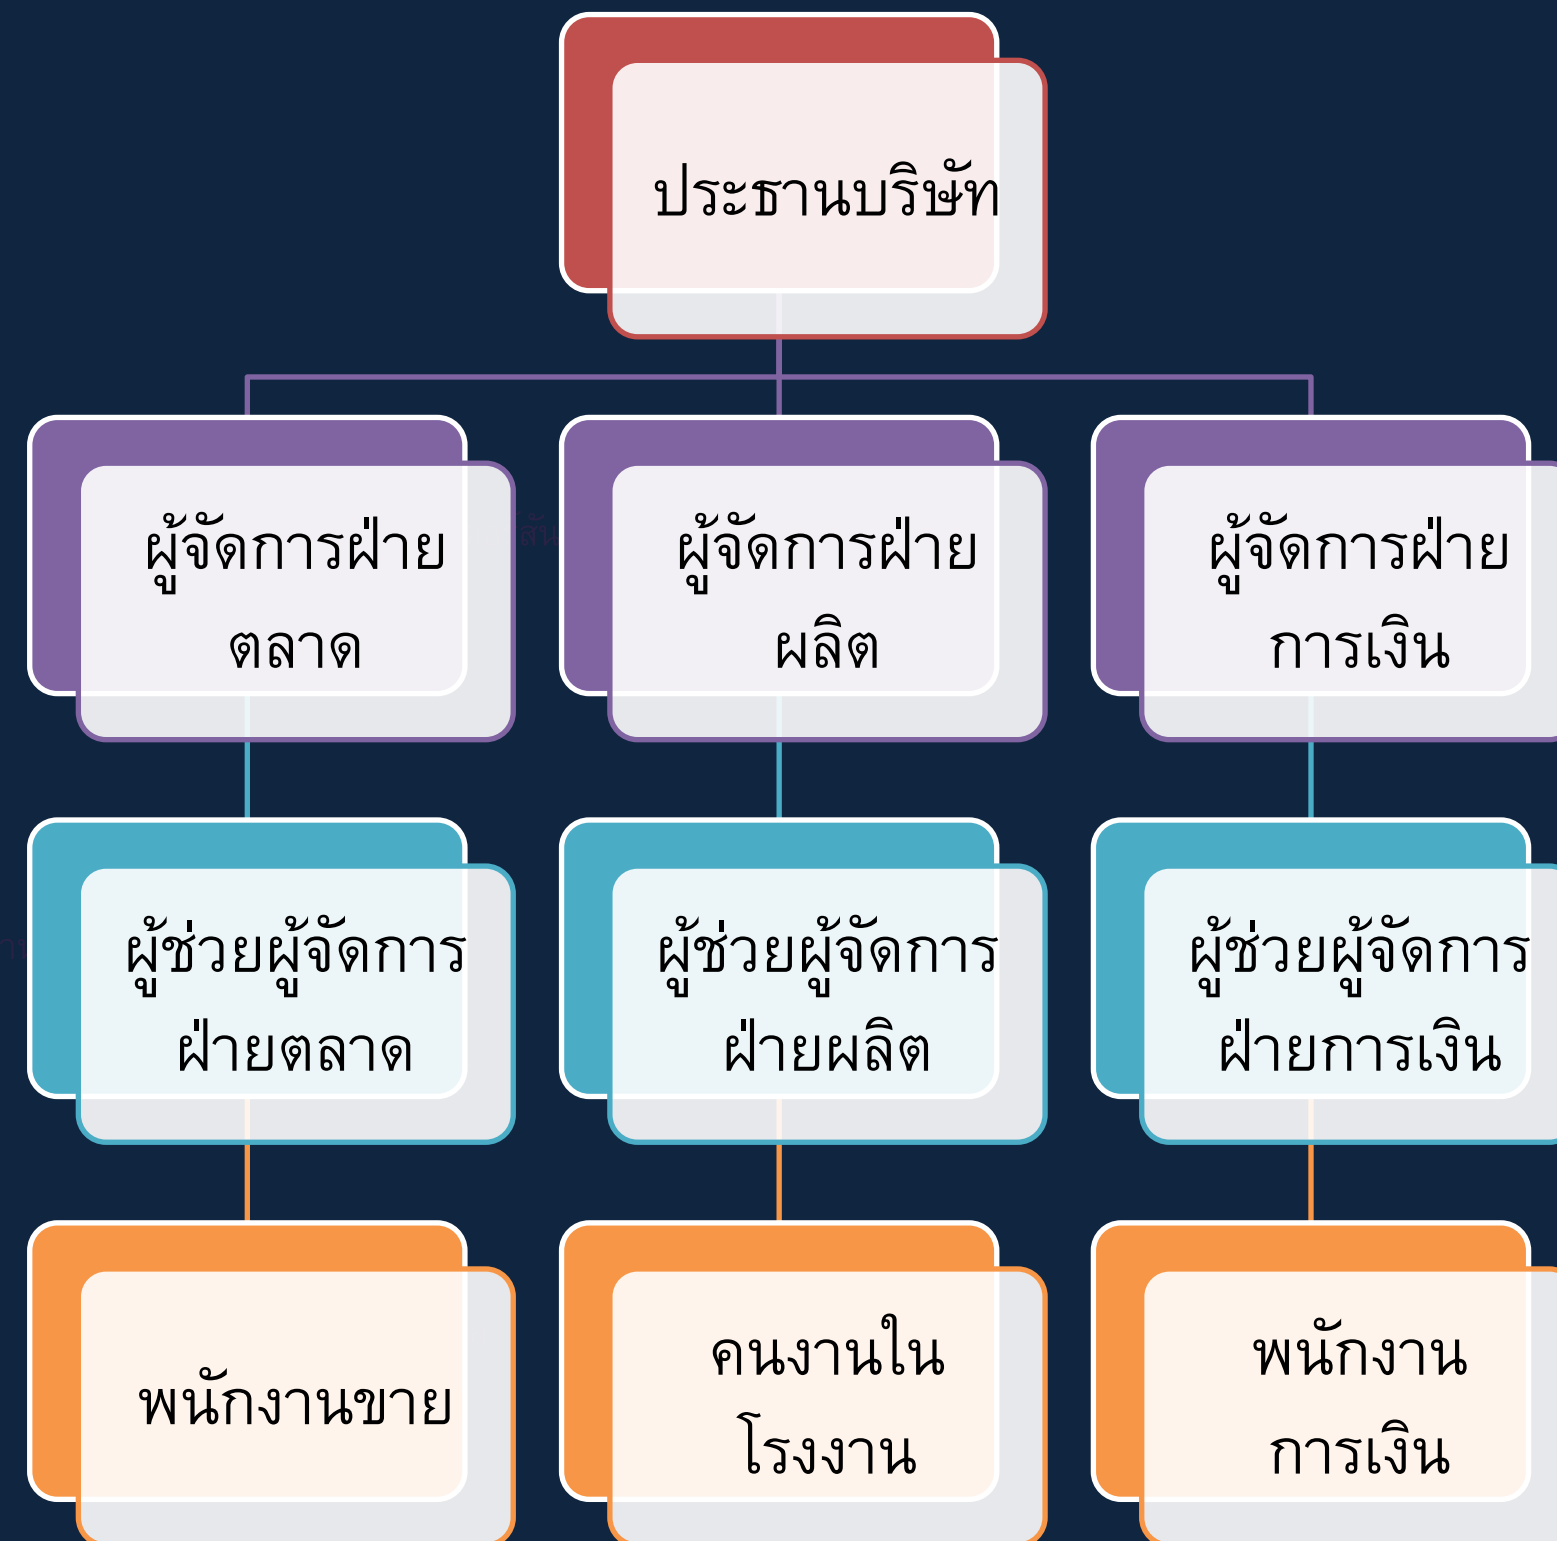 ประธานบริษัท
ผู้จัดการฝ่าย
ตลาด
ผู้จัดการฝ่าย
ผลิต
ผู้จัดการฝ่าย
การเงิน
ผู้ช่วยผู้จัดการ
ฝ่ายตลาด
ผู้ช่วยผู้จัดการ
ฝ่ายผลิต
ผู้ช่วยผู้จัดการ
ฝ่ายการเงิน
พนักงานขาย
คนงานใน
โรงงาน
พนักงาน
การเงิน